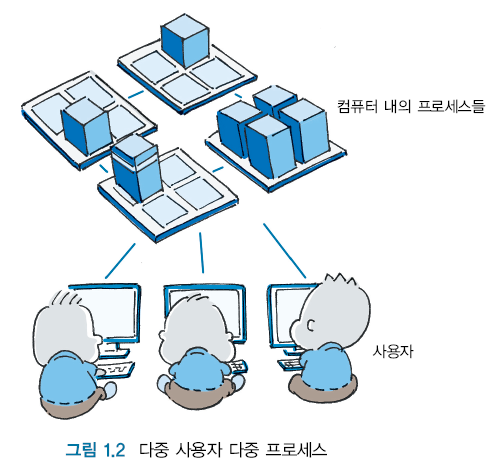 컴퓨터 내의 프로세스들
사용자
그림 1.2 다중 사용자 다중 프로세스